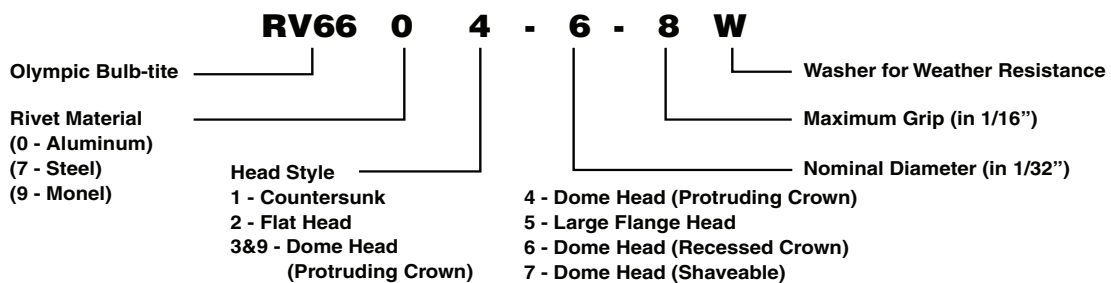 RV66 0 4 - 6 - 8 W
Olympic Bulb-tite
Washer for Weather Resistance
Rivet Material
(0 - Aluminum)
(7 - Steel)
(9 - Monel)
Maximum Grip (in 1/16”)
Nominal Diameter (in 1/32”)
Head Style
1 - Countersunk
2 - Flat Head
3&9 - Dome Head
(Protruding Crown)
4 - Dome Head (Protruding Crown)
5 - Large Flange Head
6 - Dome Head (Recessed Crown)
7 - Dome Head (Shaveable)